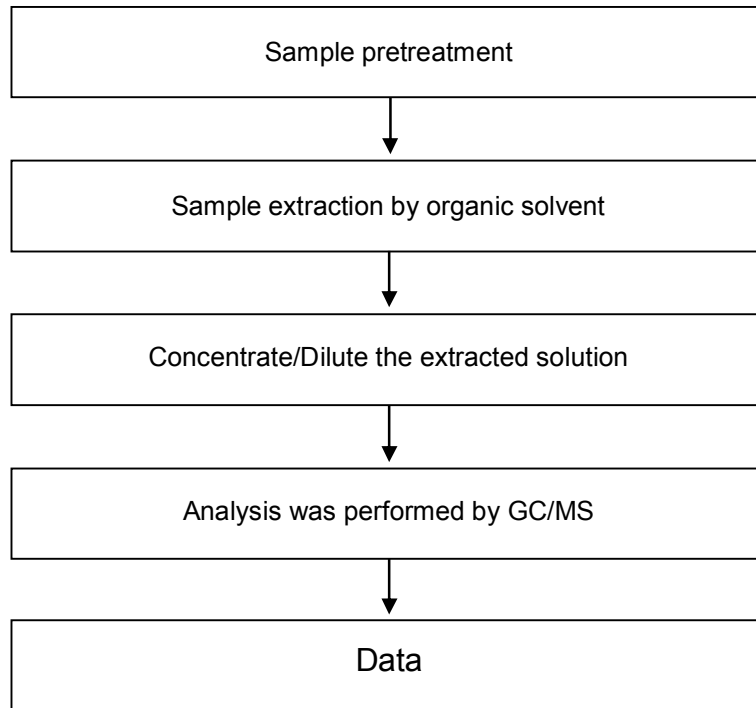 Sample pretreatment
Sample extraction by organic solvent
Concentrate/Dilute the extracted solution
Analysis was performed by GC/MS
Data